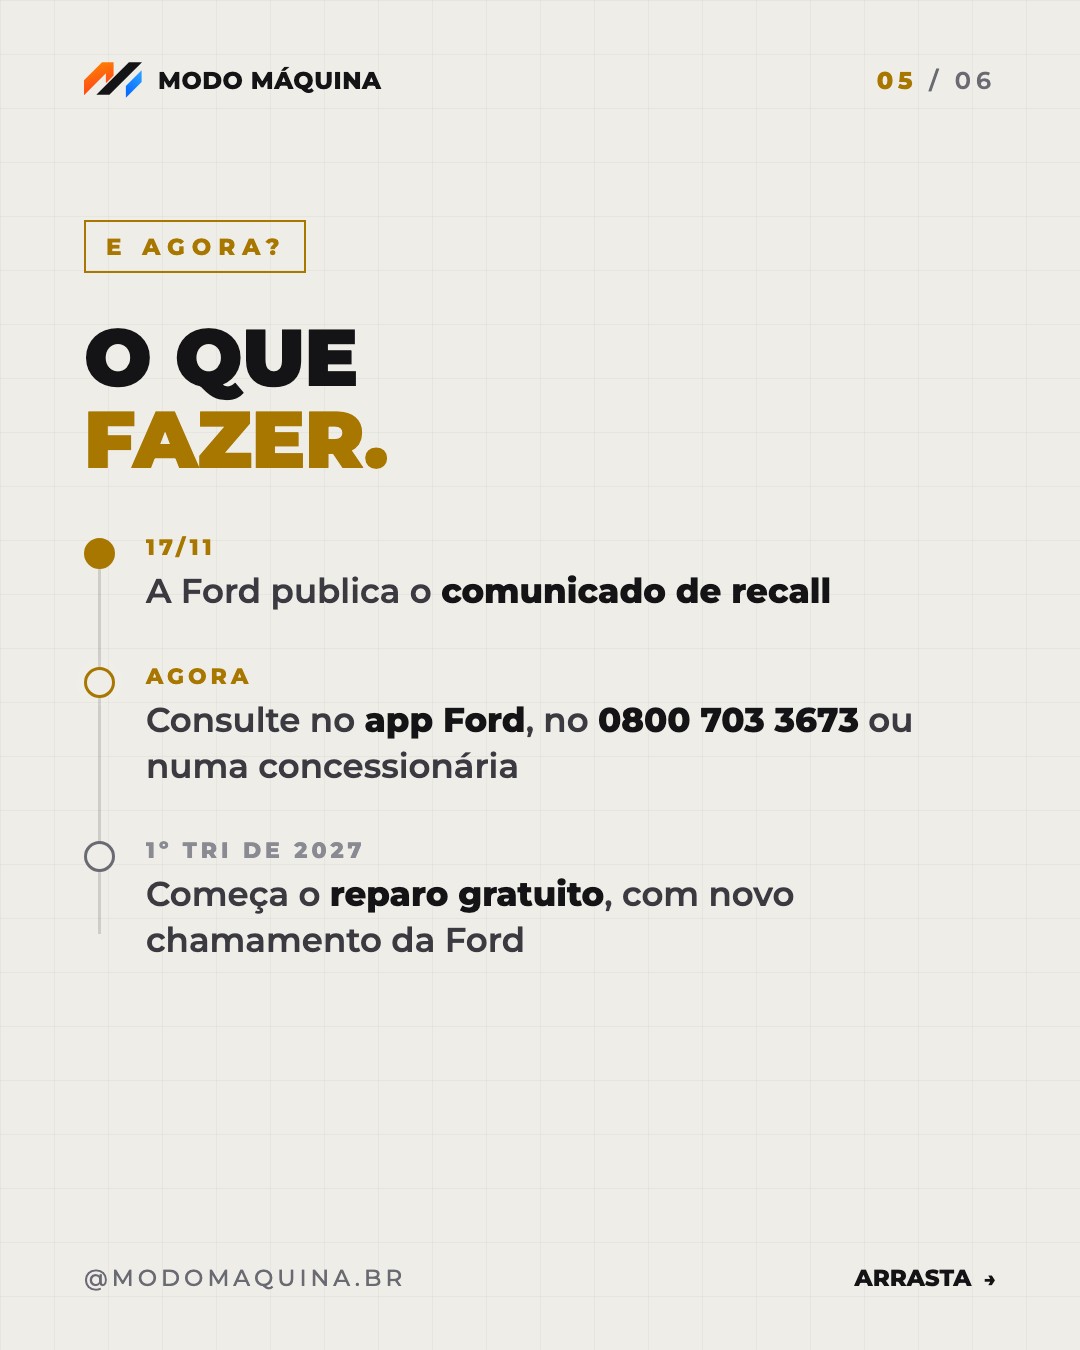 MODO MÁQUINA
05 / 06
E AGORA?
O QUE
FAZER.
17/11
A Ford publica o comunicado de recall
AGORA
Consulte no app Ford, no 0800 703 3673 ou
numa concessionária
1º TRI DE 2027
Começa o reparo gratuito, com novo
chamamento da Ford
@MODOMAQUINA.BR
ARRASTA →